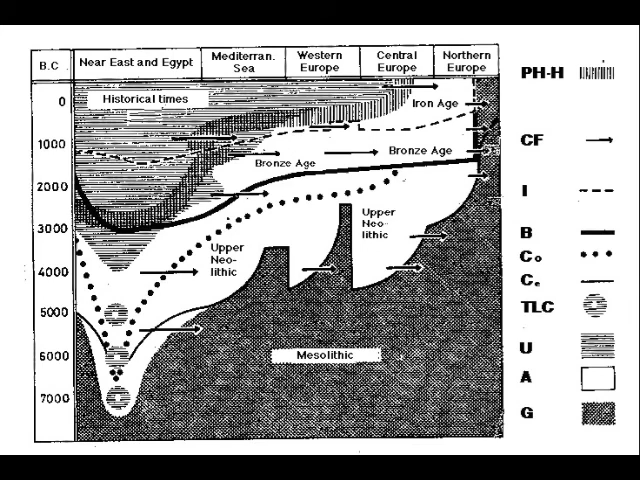 B.C
Near East and Egypt
Mediterran.
Sea
Western
Europe
Central
Europe
Northern
Europe
0
1000
2000
3000
4000
5000
6000
7000
Historical times
Iron Age
Bronze Age
Bronze Age
Upper
Neo-
lithic
Upper
Neo-
lithic
Mesolithic
PH-H
CF
I
B
Co
Ce
TLC
U
A
G